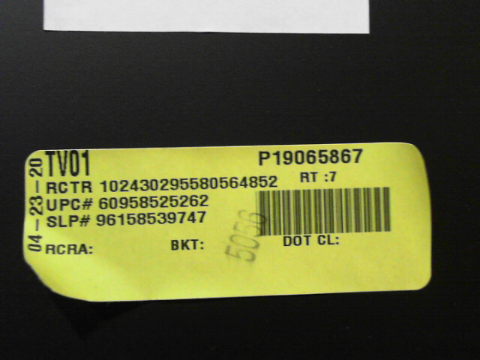 04-23-20
TV01 P19065867
RCTR 102430295580564852 RT :7
UPC# 60958525262
SLP# 96158539747
RCRA: BKT: 5056 DOT CL: